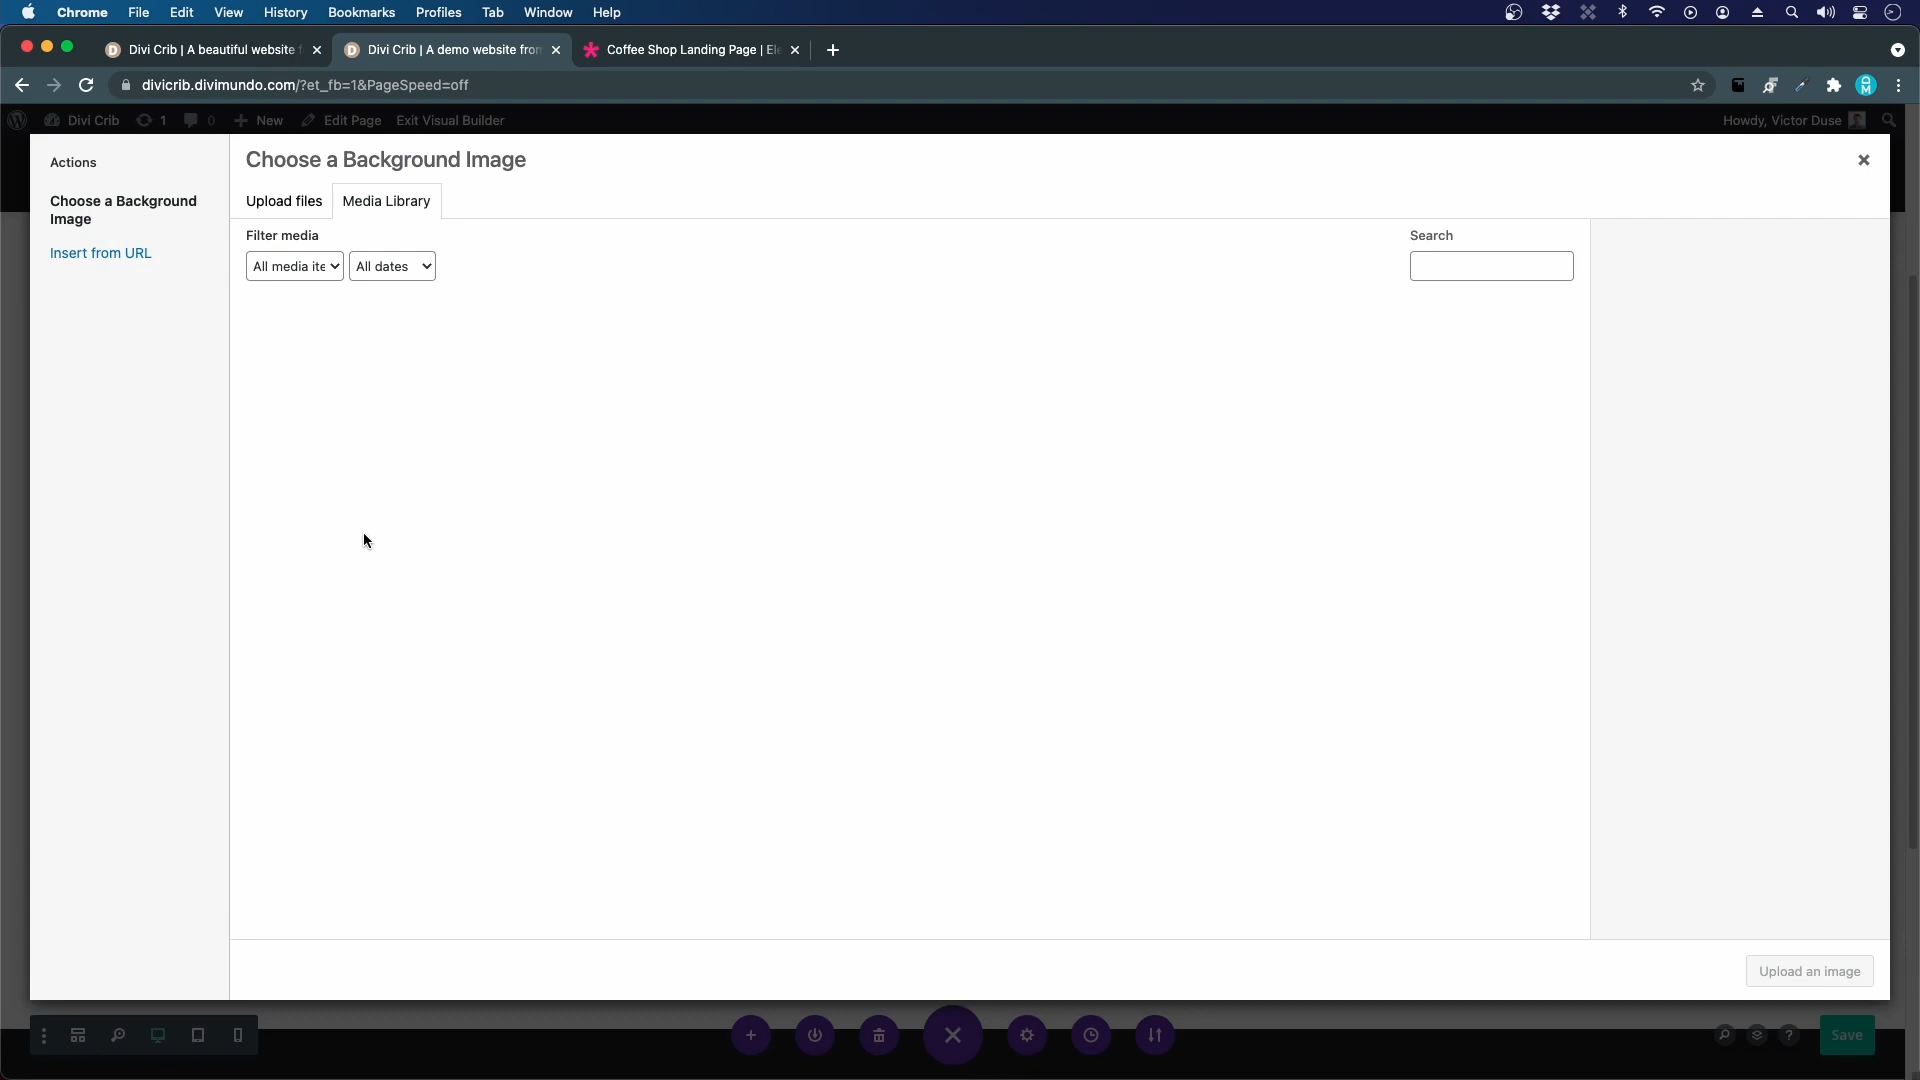 Chrome File Edit View History Bookmarks Profiles Tab Window Help
Divi Crib | A beautiful website
Divi Crib | A demo website fron
Coffee Shop Landing Page | Ele
divicrib.divimundo.com/?et_fb=1&PageSpeed=off
Divi Crib 1 0 New Edit Page Exit Visual Builder
Howdy, Victor Duse
Actions
Choose a Background
Image
Insert from URL
Choose a Background Image
Upload files Media Library
Filter media
All media ite All dates
Search
Upload an image
Save